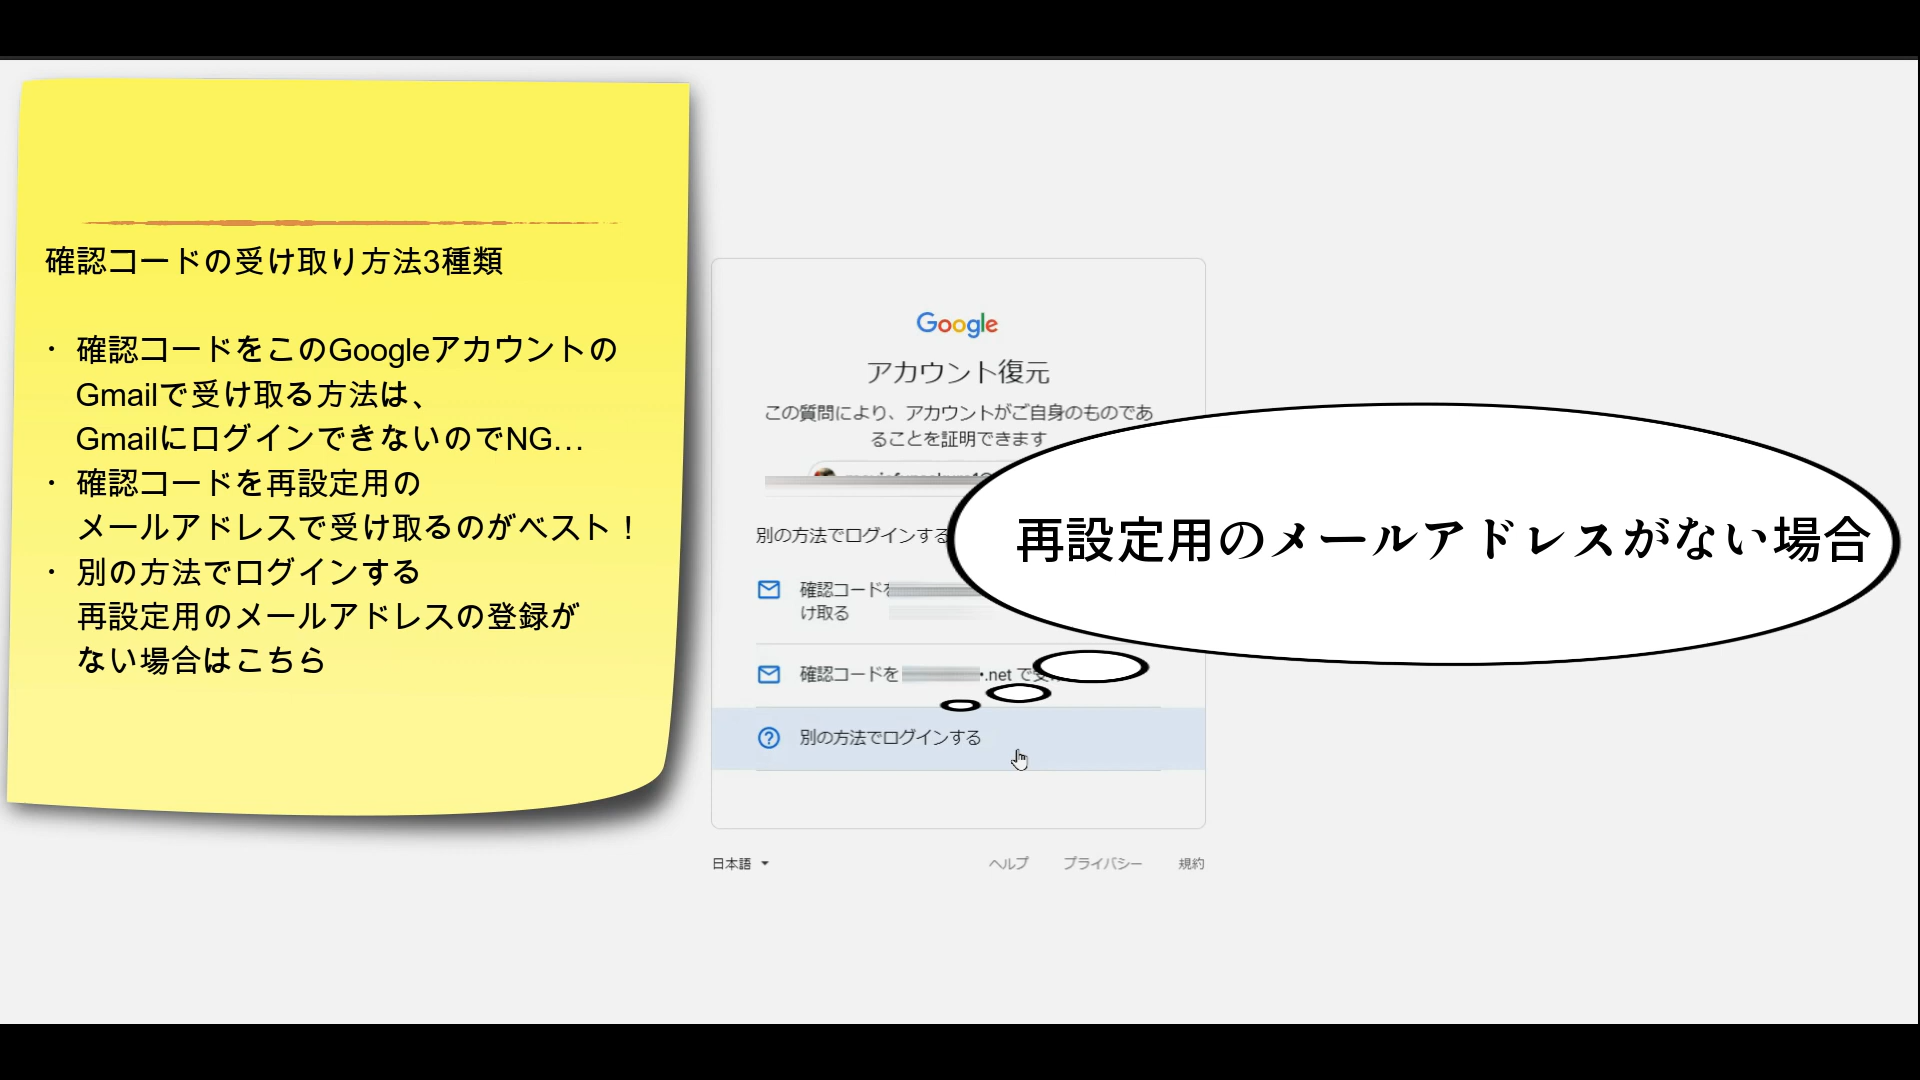 確認コードの受け取り方法3種類
・ 確認コードをこのGoogleアカウントの
Gmailで受け取る方法は、
GmailにログインできないのでNG…
・ 確認コードを再設定用の
メールアドレスで受け取るのがベスト！
・ 別の方法でログインする
再設定用のメールアドレスの登録が
ない場合はこちら
Google
アカウント復元
この質問により、アカウントがご自身のものであ
ることを証明できます
別の方法でログインする
確認コードを
け取る
確認コードを .net で受
別の方法でログインする
再設定用のメールアドレスがない場合
日本語 ヘルプ プライバシー 規約